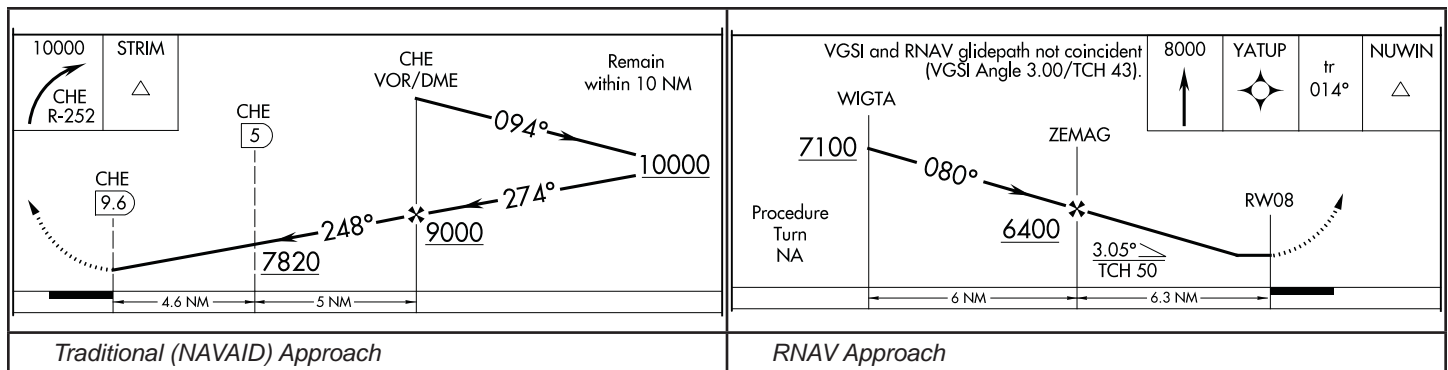 10000
CHE
R-252
STRIM
CHE
VOR/DME
Remain
within 10 NM
094°
10000
CHE
5
CHE
9.6
274°
248°
9000
7820
4.6 NM
5 NM
Traditional (NAVAID) Approach
VGSI and RNAV glidepath not coincident
(VGSI Angle 3.00/TCH 43).
8000
YATUP
tr
014°
NUWIN
WIGTA
7100
080°
ZEMAG
6400
RW08
Procedure
Turn
NA
3.05°
TCH 50
6 NM
6.3 NM
RNAV Approach